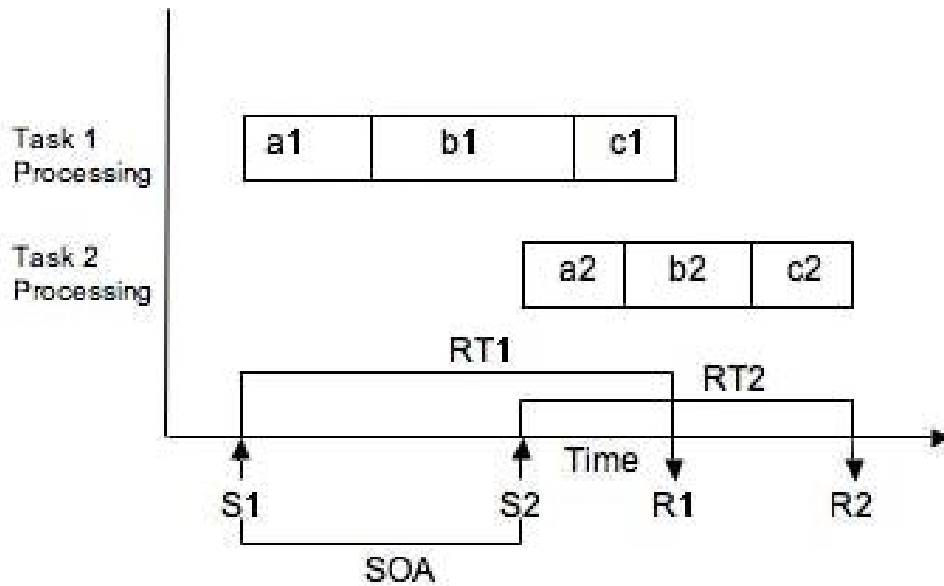 Task 1
Processing
a1 b1 c1
Task 2
Processing
a2 b2 c2
RT1
RT2
Time
S1 S2 R1 R2
SOA